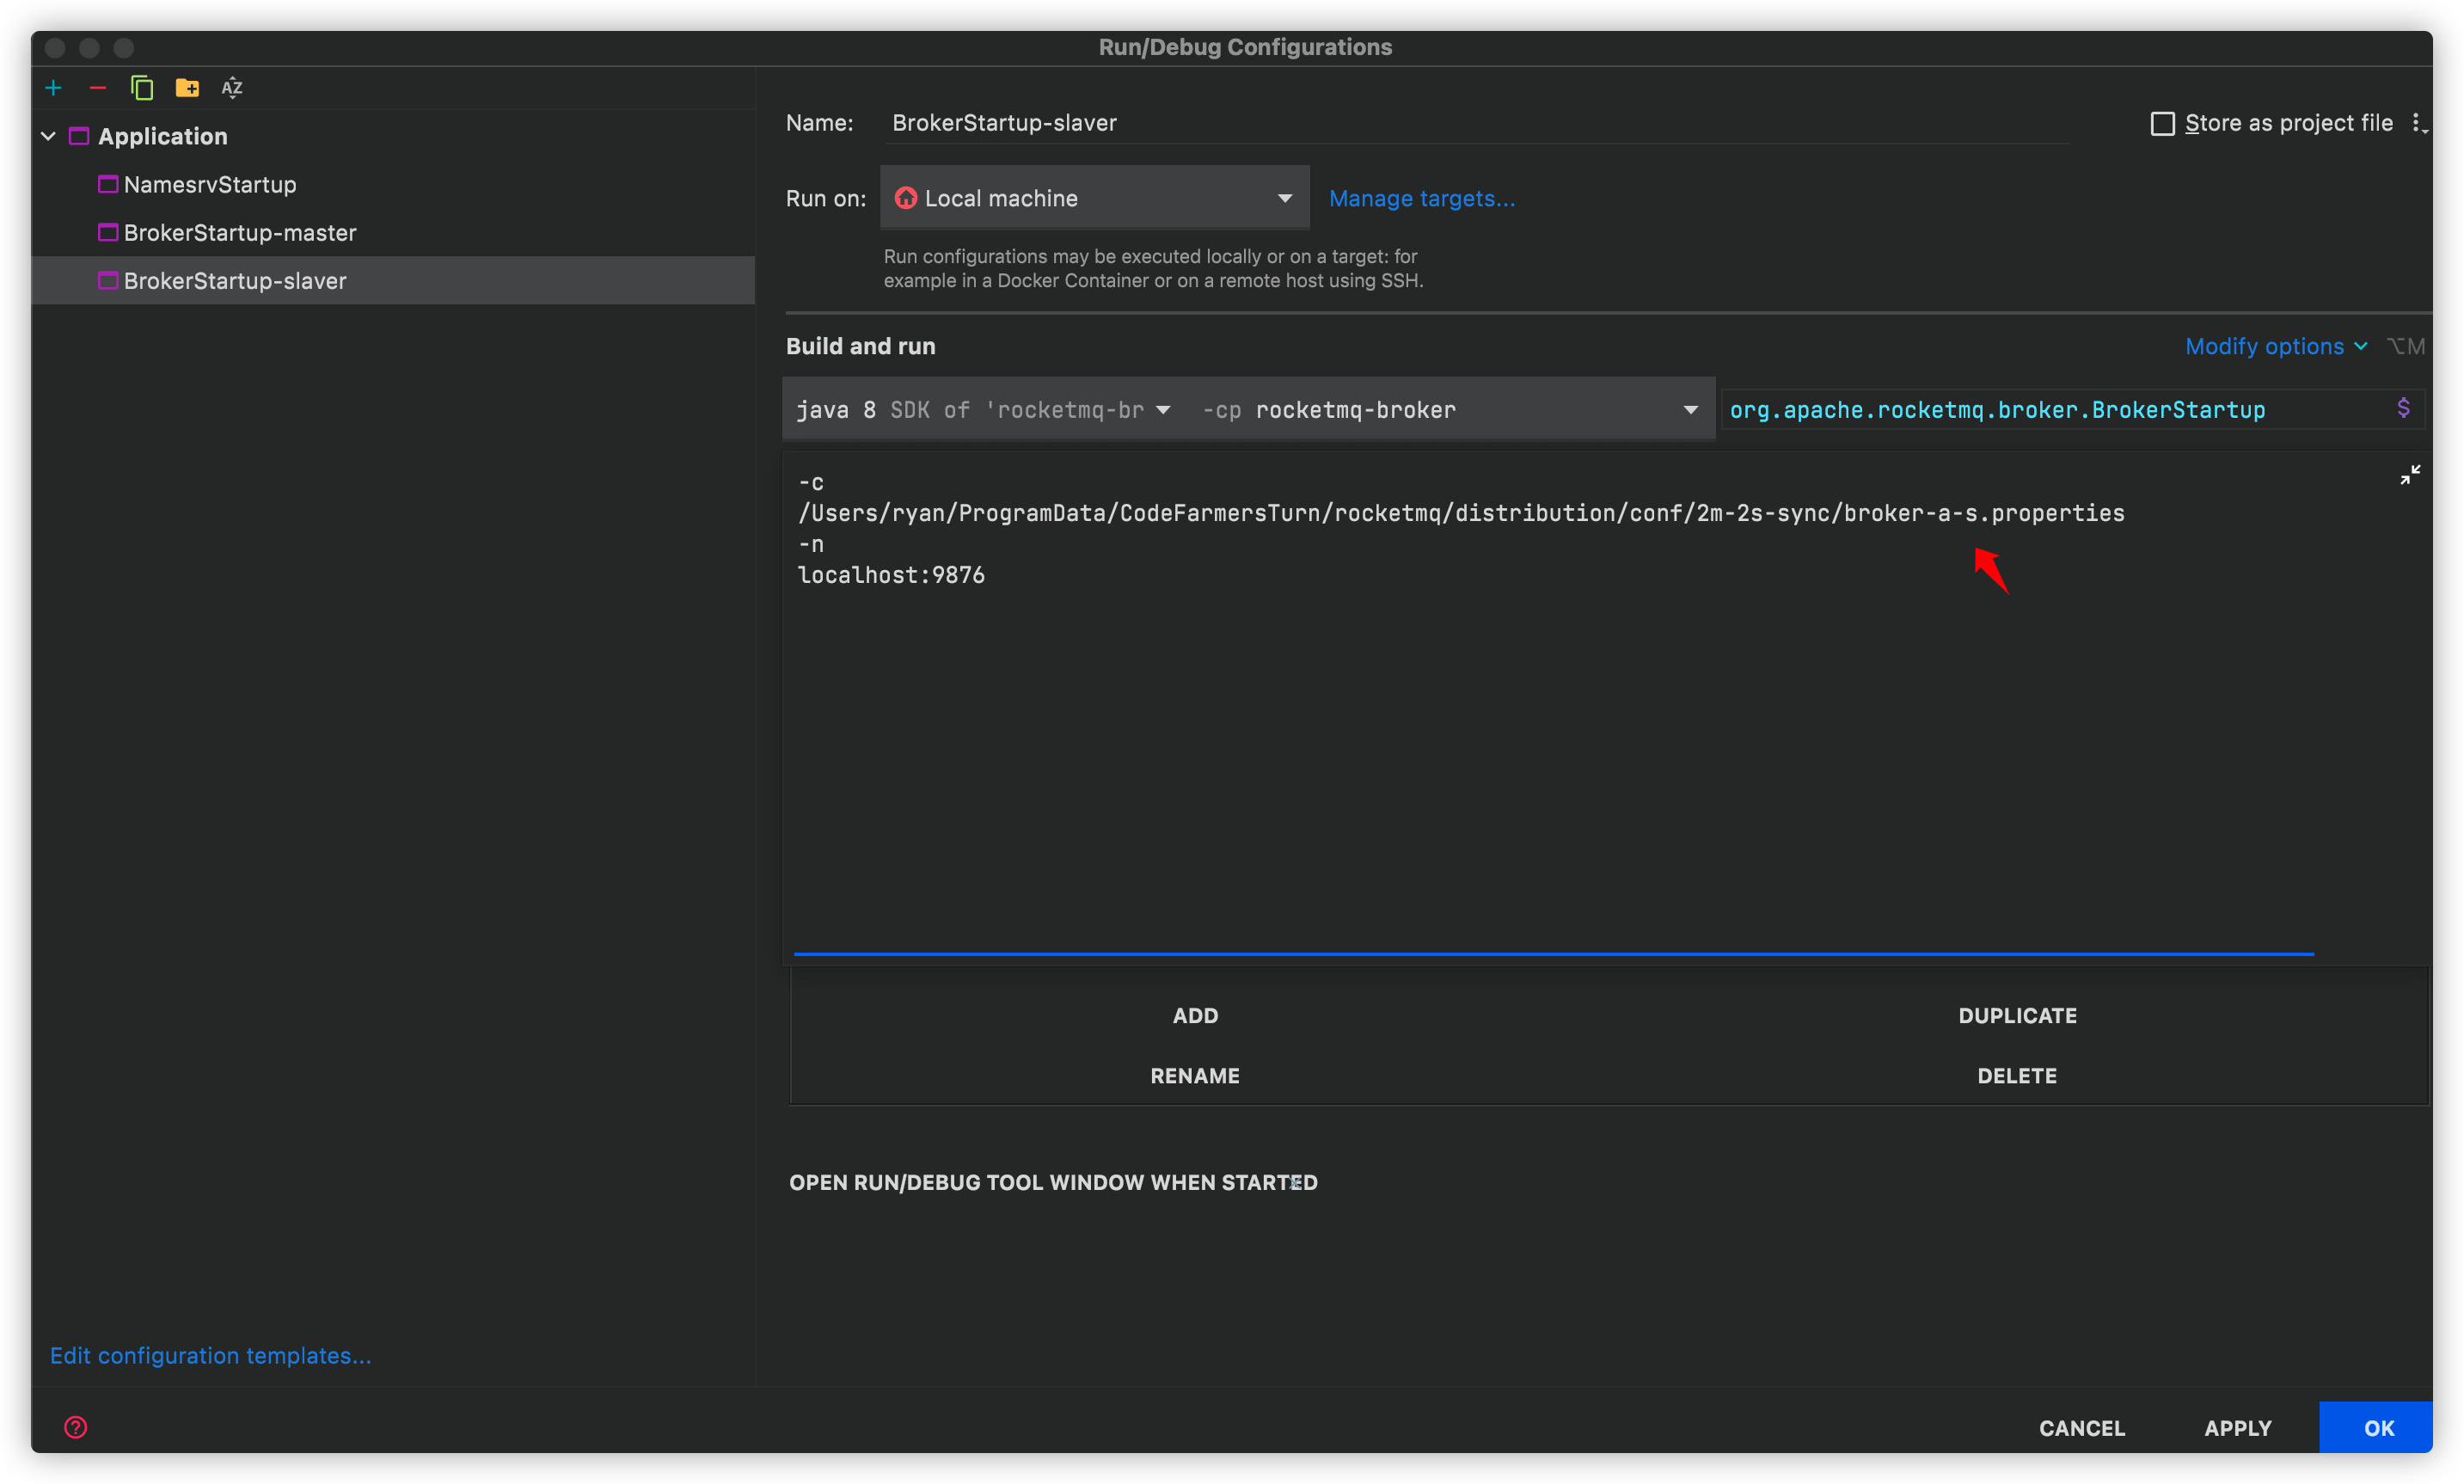 Run/Debug Configurations
Application
NamesrvStartup
BrokerStartup-master
BrokerStartup-slaver
Edit configuration templates...
Name: BrokerStartup-slaver
Store as project file
Run on: Local machine Manage targets...
Run configurations may be executed locally or on a target: for
example in a Docker Container or on a remote host using SSH.
Build and run
Modify options ⌥M
java 8 SDK of 'rocketmq-br -cp rocketmq-broker org.apache.rocketmq.broker.BrokerStartup
-c
/Users/ryan/ProgramData/CodeFarmersTurn/rocketmq/distribution/conf/2m-2s-sync/broker-a-s.properties
-n
localhost:9876
ADD DUPLICATE
RENAME DELETE
OPEN RUN/DEBUG TOOL WINDOW WHEN STARTED
CANCEL APPLY OK